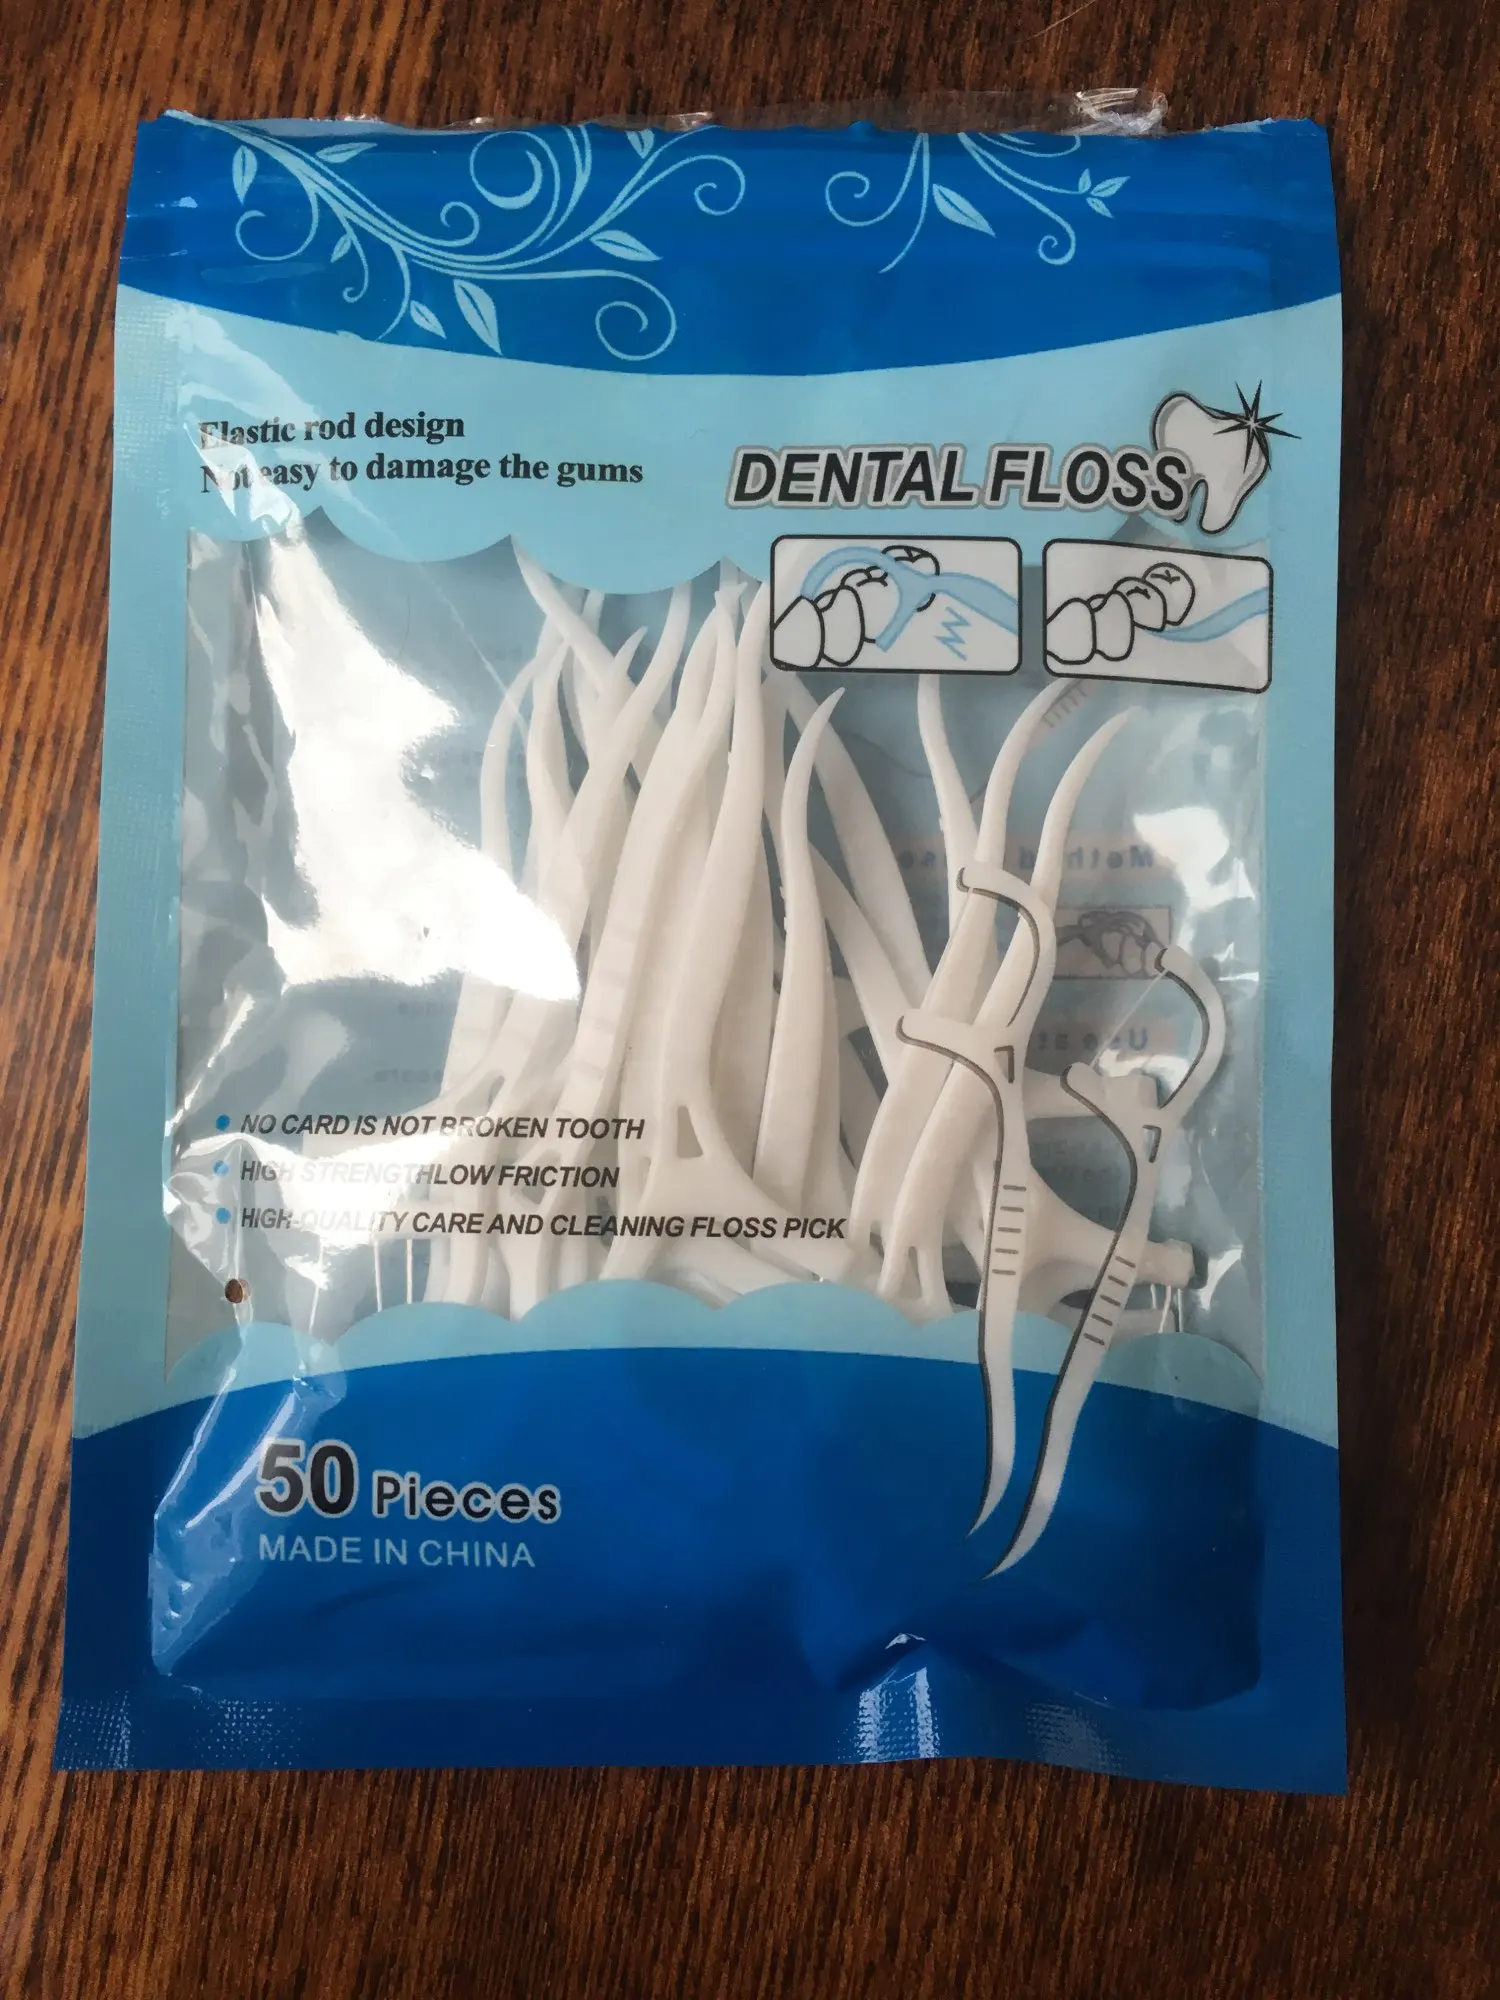 Elastic rod design
Not easy to damage the gums
DENTAL FLOSS
NO CARD IS NOT BROKEN TOOTH
HIGH STRENGTHLOW FRICTION
HIGH-QUALITY CARE AND CLEANING FLOSS PICK
50 Pieces
MADE IN CHINA